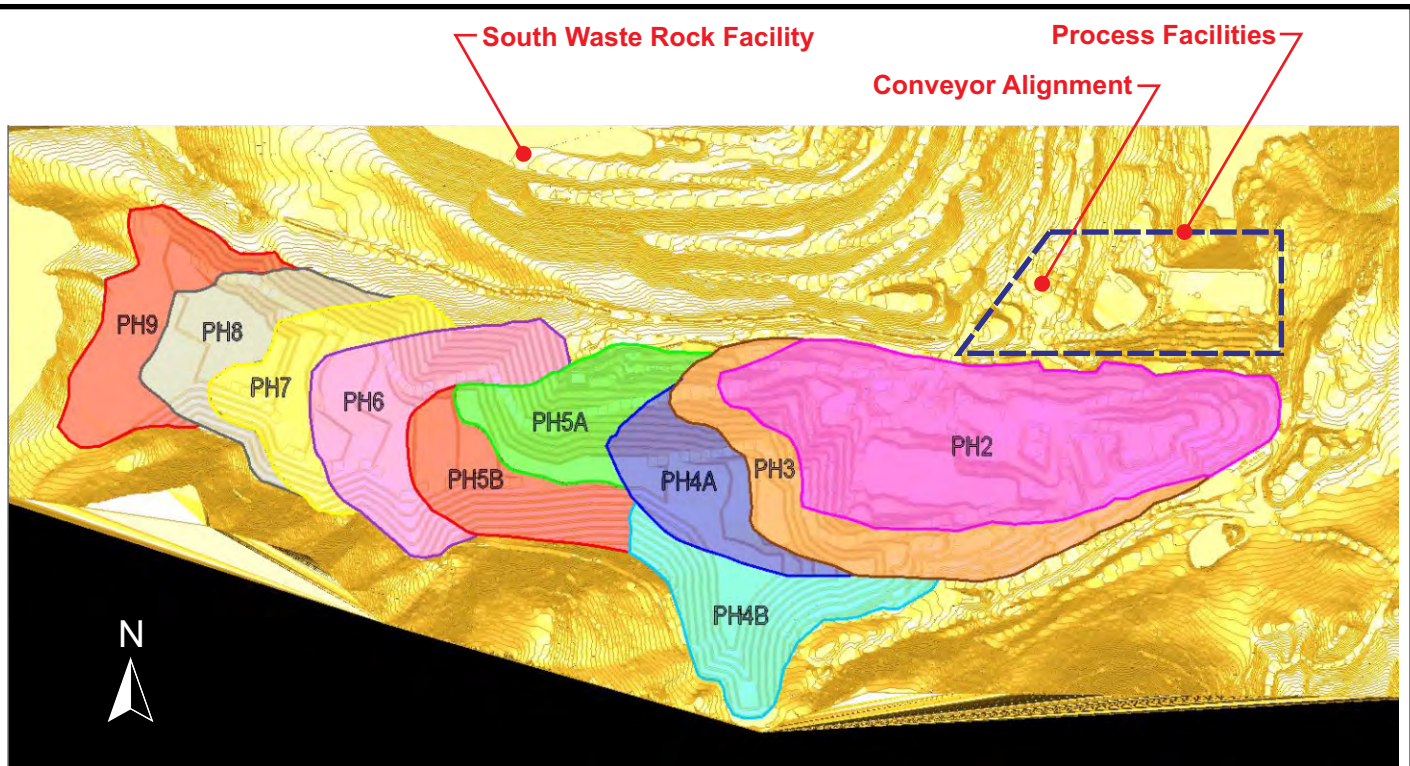 South Waste Rock Facility
Process Facilities
Conveyor Alignment
PH9
PH8
PH7
PH6
PH5A
PH5B
PH4A
PH3
PH2
PH4B
N